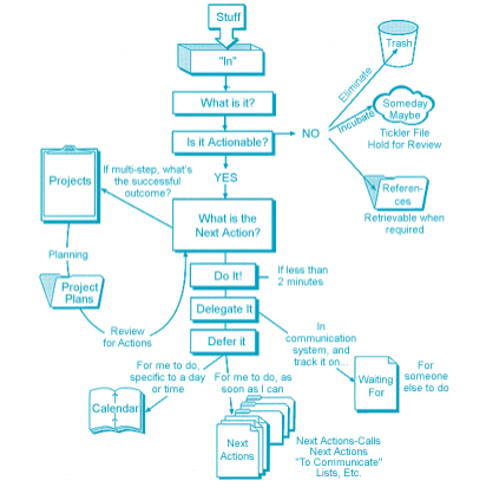 Stuff
"In"
What is it?
Is it Actionable?
NO
Eliminate
Trash
Incubate
Someday
Maybe
Tickler File
Hold for Review
Referen-
ces
Retrievable when
required
YES
If multi-step, what's
the successful
outcome?
Projects
Planning
Project
Plans
Review
for Actions
What is the
Next Action?
Do It!
If less than
2 minutes
Delegate It
In
communication
system, and
track it on...
Waiting
For
For
someone
else to do
Defer it
For me to do,
specific to a day
or time
Calendar
For me to do, as
soon as I can
Next
Actions
Next Actions-Calls
Next Actions
"To Communicate"
Lists, Etc.